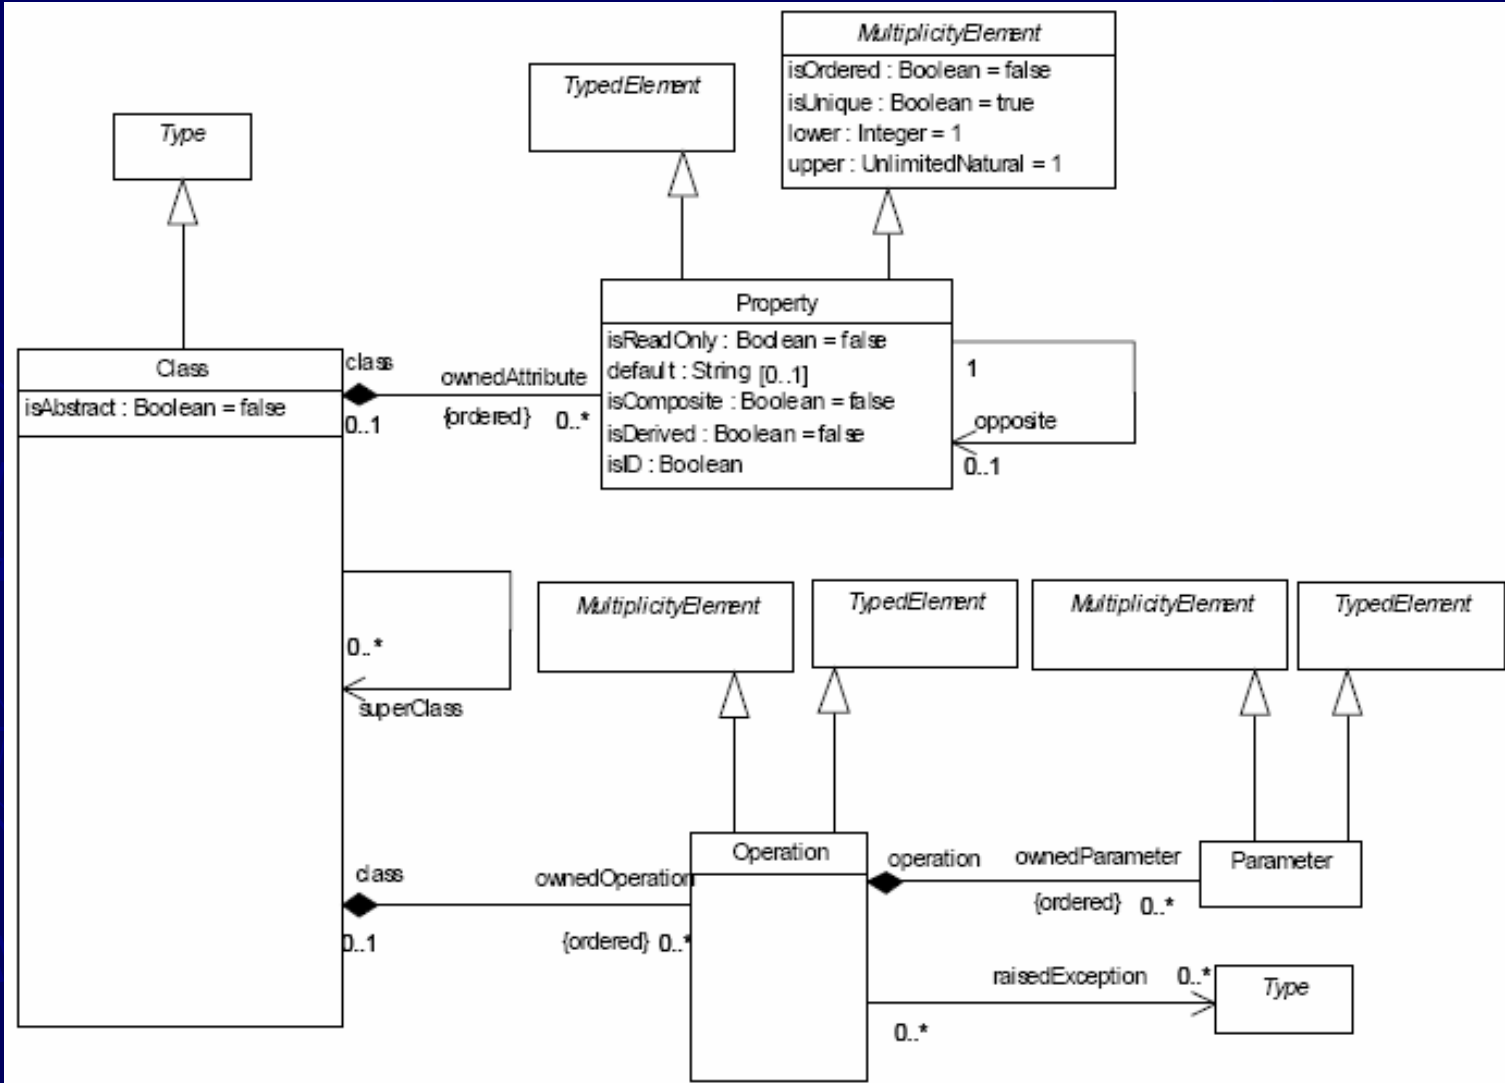 MultiplicityElement
isOrdered : Boolean = false
isUnique : Boolean = true
lower : Integer = 1
upper : UnlimitedNatural = 1
TypedElement
Type
Property
isReadOnly : Boolean = false
default : String [0..1]
isComposite : Boolean = false
isDerived : Boolean = false
isID : Boolean
1
opposite
0..1
Class
isAbstract : Boolean = false
class
0..1
ownedAttribute
{ordered} 0..*
0..*
superClass
MultiplicityElement
TypedElement
MultiplicityElement
TypedElement
class
0..1
ownedOperation
{ordered} 0..*
Operation
operation
ownedParameter
{ordered} 0..*
Parameter
raisedException 0..*
0..*
Type